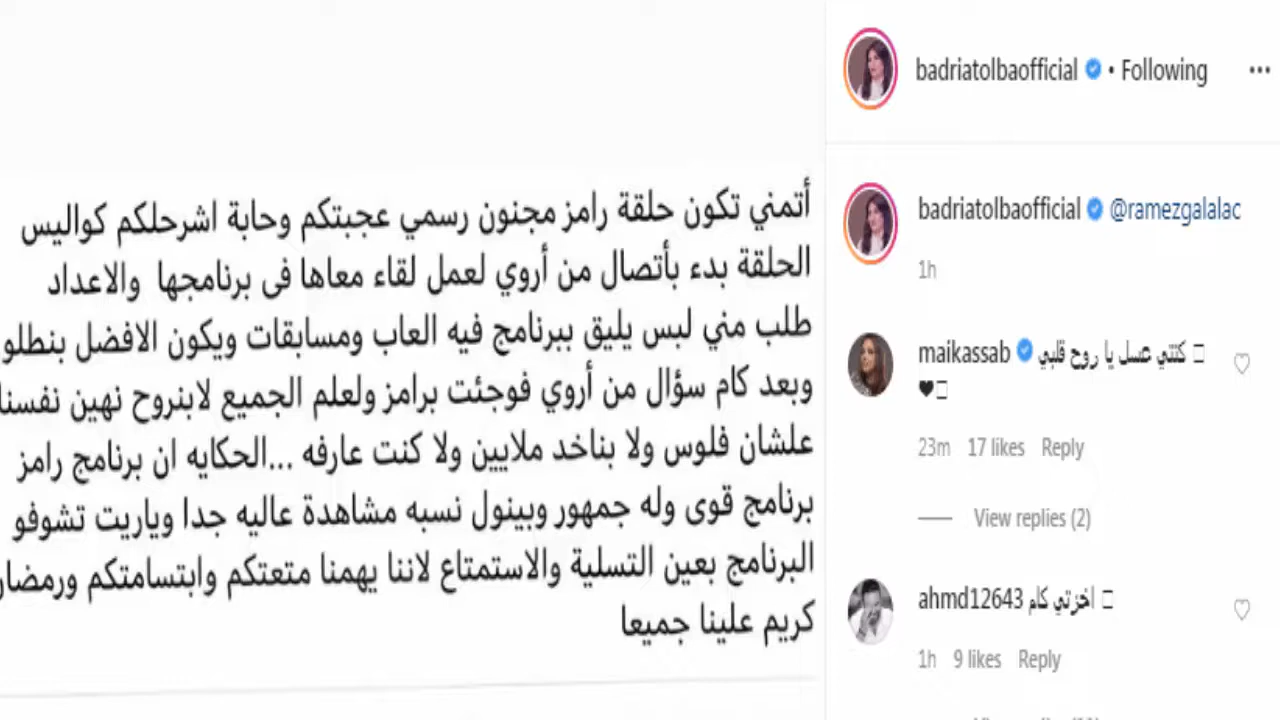 أتمني تكون حلقة رامز مجنون رسمي عجبتكم وحابة اشرحلكم كواليس
الحلقة بدء بأتصال من أروي لعمل لقاء معاها فى برنامجها والاعداد
طلب مني لبس يليق ببرنامج فيه العاب ومسابقات ويكون الافضل بنطلو
وبعد كام سؤال من أروي فوجئت برامز ولعلم الجميع لابنروح نهين نفسنا
علشان فلوس ولا بناخد ملايين ولا كنت عارفه ...الحكايه ان برنامج رامز
برنامج قوى وله جمهور وبينول نسبه مشاهدة عاليه جدا وياريت تشوفو
البرنامج بعين التسلية والاستمتاع لاننا يهمنا متعتكم وابتسامتكم ورمضان
كريم علينا جميعا
badriatolbaofficial • Following
badriatolbaofficial @ramezgalalac
1h
maikassab كنتي عسل يا روح قلبي
♥
23m 17 likes Reply
View replies (2)
ahmd12643 اخزتي كام
1h 9 likes Reply